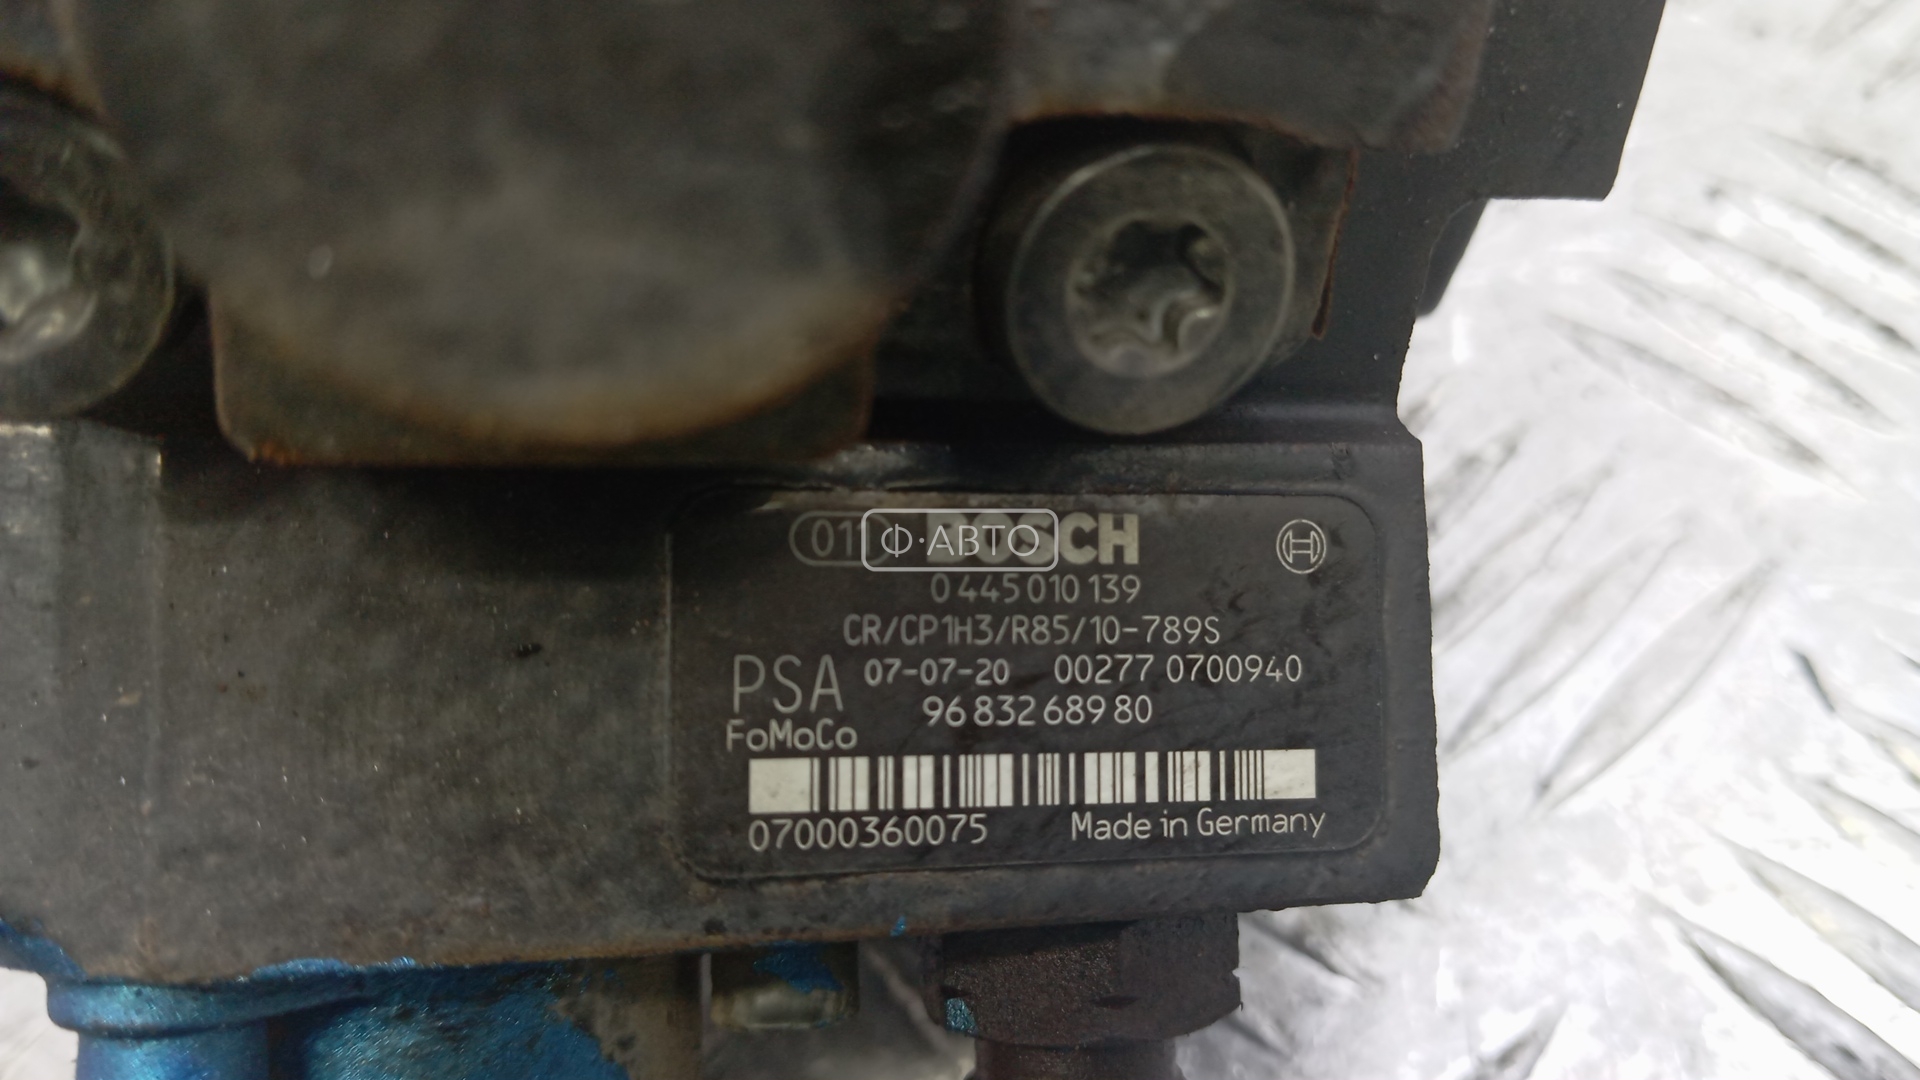 01 BOSCH
Ф·АВТО
0 445 010 139
CR/CP1H3/R85/10-789S
PSA 07-07-20 00277 0700940
96 832 689 80
FoMoCo
07000360075 Made in Germany